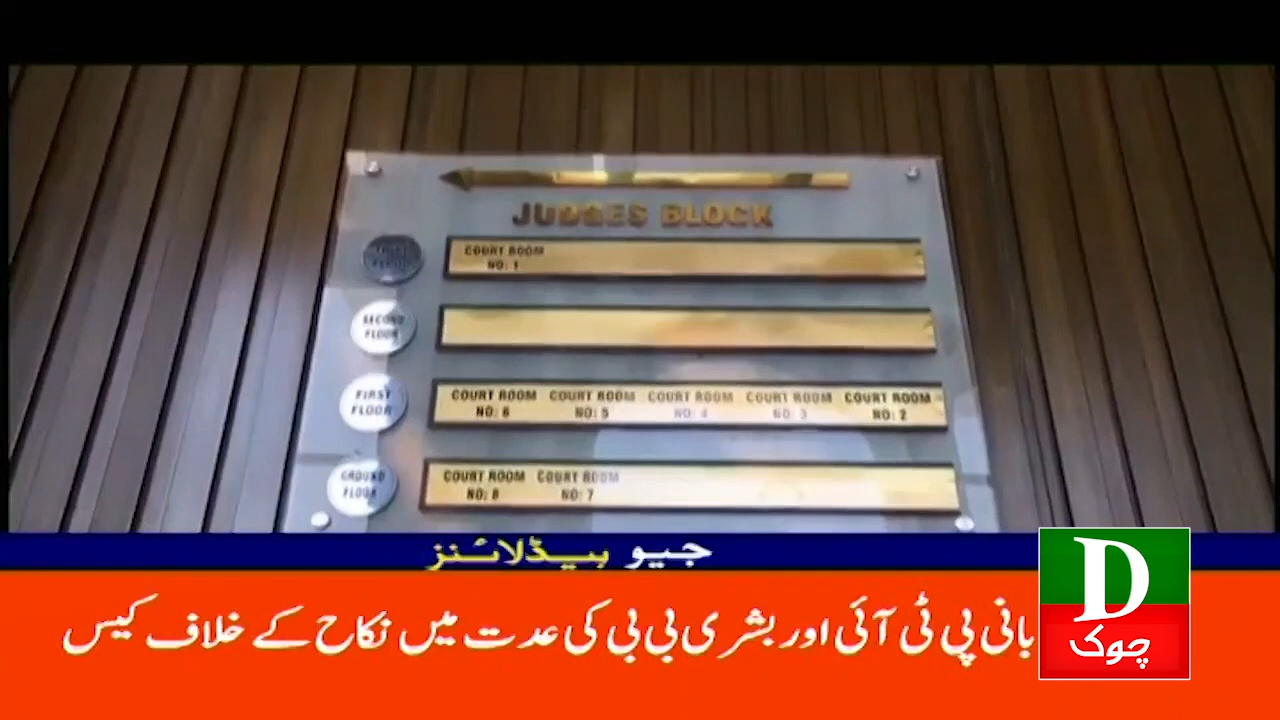 JUDGES BLOCK
COURT ROOM
NO: 1
SECOND
FLOOR
FIRST
FLOOR
COURT ROOM COURT ROOM COURT ROOM COURT ROOM COURT ROOM
NO: 6 NO: 5 NO: 4 NO: 3 NO: 2
GROUND
FLOOR
COURT ROOM COURT ROOM
NO: 8 NO: 7
جیو ہیڈلائنز
بانی پی ٹی آئی اور بشریٰ بی بی کی عدت میں نکاح کے خلاف کیس
D
چوک